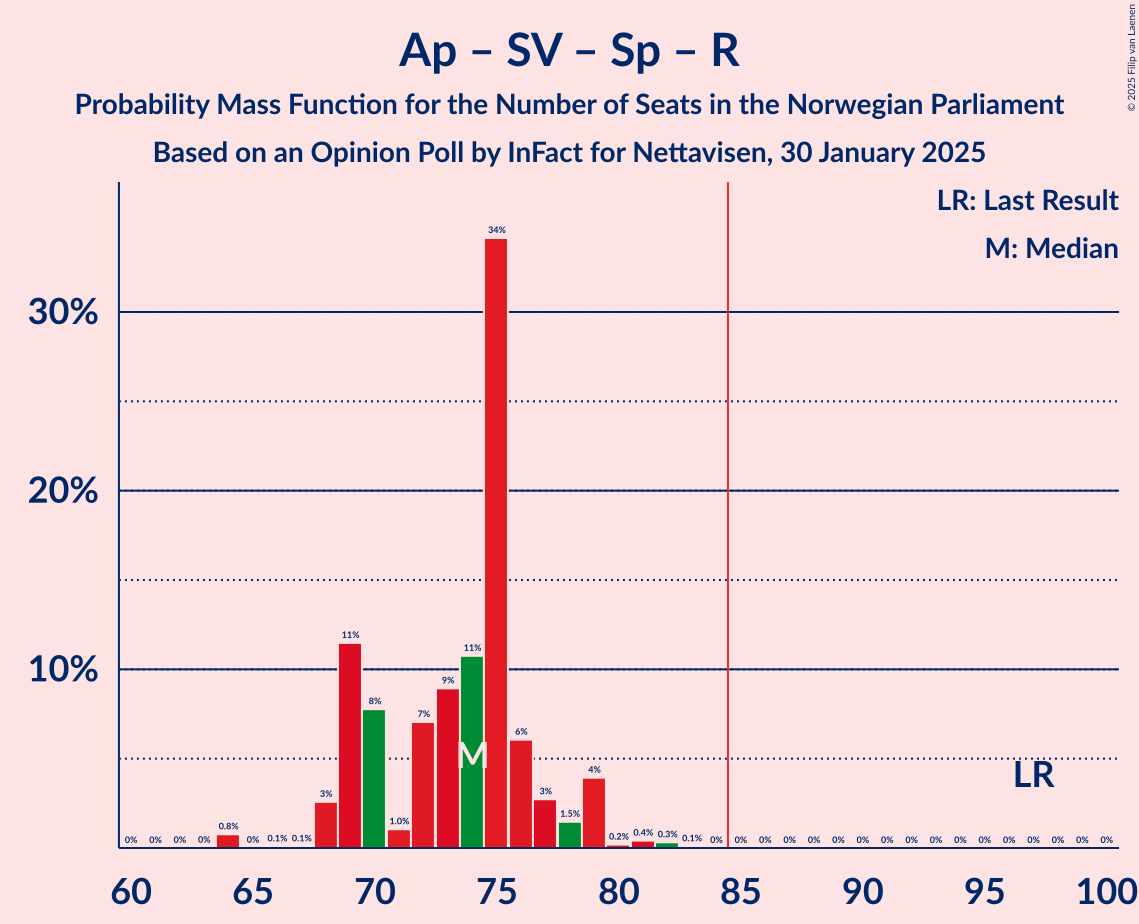 Ap – SV – Sp – R
Probability Mass Function for the Number of Seats in the Norwegian Parliament
Based on an Opinion Poll by InFact for Nettavisen, 30 January 2025
© 2025 Filip van Laenen
LR: Last Result
M: Median
30%
20%
10%
0% 0% 0% 0% 0.8% 0% 0.1% 0.1% 3% 11% 8% 1.0% 7% 9% 11% 34% 6% 3% 1.5% 4% 0.2% 0.4% 0.3% 0.1% 0% 0% 0% 0% 0% 0% 0% 0% 0% 0% 0% 0% 0% 0% 0% 0% 0%
M
LR
60 65 70 75 80 85 90 95 100